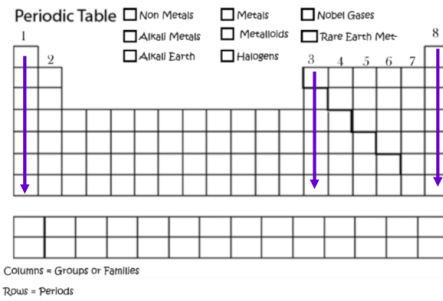 Periodic Table
Non Metals
Metals
Nobel Gases
Alkali Metals
Metalloids
Rare Earth Met-
Alkali Earth
Halogens
1
8
2
3 4 5 6 7
Columns = Groups or Families
Rows = Periods